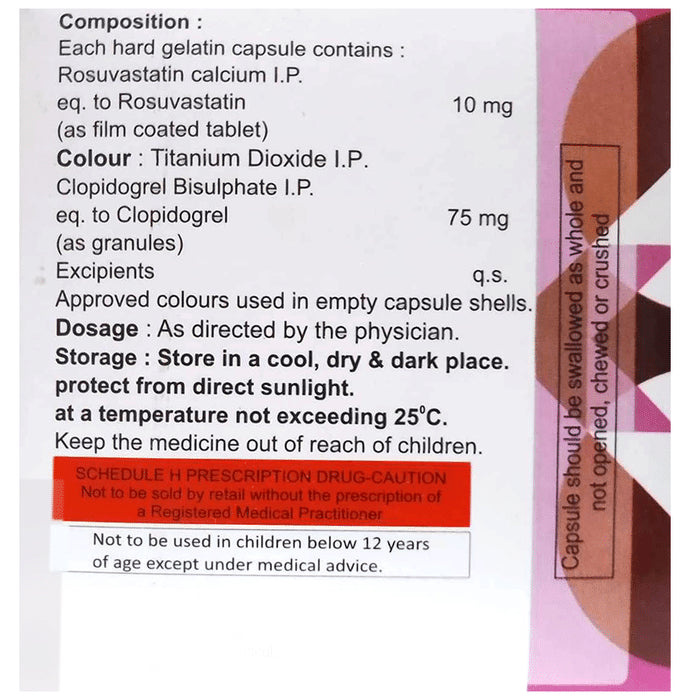 Composition :
Each hard gelatin capsule contains :
Rosuvastatin calcium I.P.
eq. to Rosuvastatin 10 mg
(as film coated tablet)
Colour : Titanium Dioxide I.P.
Clopidogrel Bisulphate I.P.
eq. to Clopidogrel 75 mg
(as granules)
Excipients q.s.
Approved colours used in empty capsule shells.
Dosage : As directed by the physician.
Storage : Store in a cool, dry & dark place.
protect from direct sunlight.
at a temperature not exceeding 25⁰C.
Keep the medicine out of reach of children.
SCHEDULE H PRESCRIPTION DRUG-CAUTION
Not to be sold by retail without the prescription of
a Registered Medical Practitioner
Not to be used in children below 12 years
of age except under medical advice.
Capsule should be swallowed as whole and
not opened, chewed or crushed